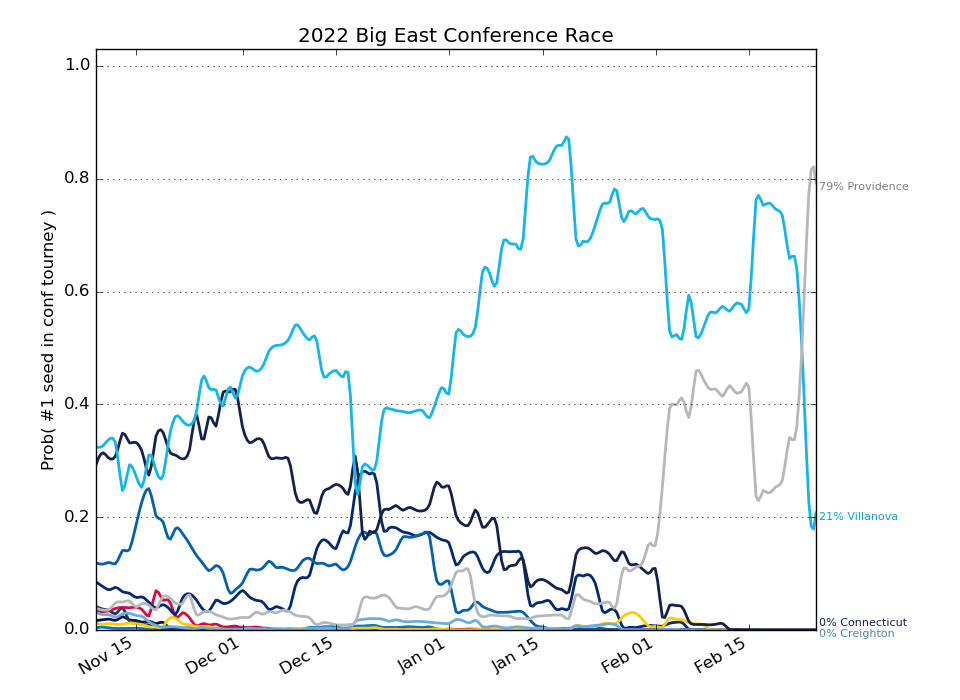 2022 Big East Conference Race
Prob( #1 seed in conf tourney )
1.0
0.8
0.6
0.4
0.2
0.0
Nov 15
Dec 01
Dec 15
Jan 01
Jan 15
Feb 01
Feb 15
79% Providence
21% Villanova
0% Connecticut
0% Creighton